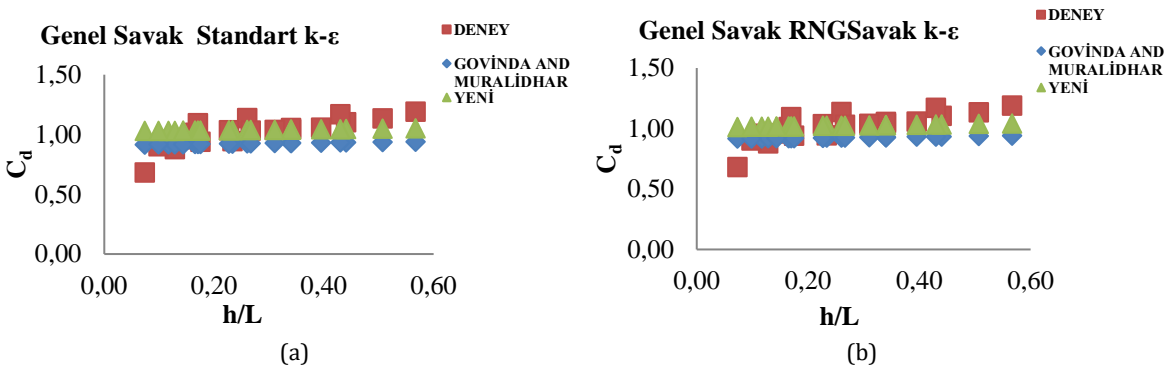 Genel Savak Standart k-ε
DENEY
GOVİNDA AND
MURALİDHAR
YENİ
1,50
1,00
0,50
0,00
C_d
0,00 0,20 0,40 0,60
h/L
(a)
Genel Savak RNGSavak k-ε
DENEY
GOVİNDA AND
MURALİDHAR
YENİ
1,50
1,00
0,50
0,00
C_d
0,00 0,20 0,40 0,60
h/L
(b)